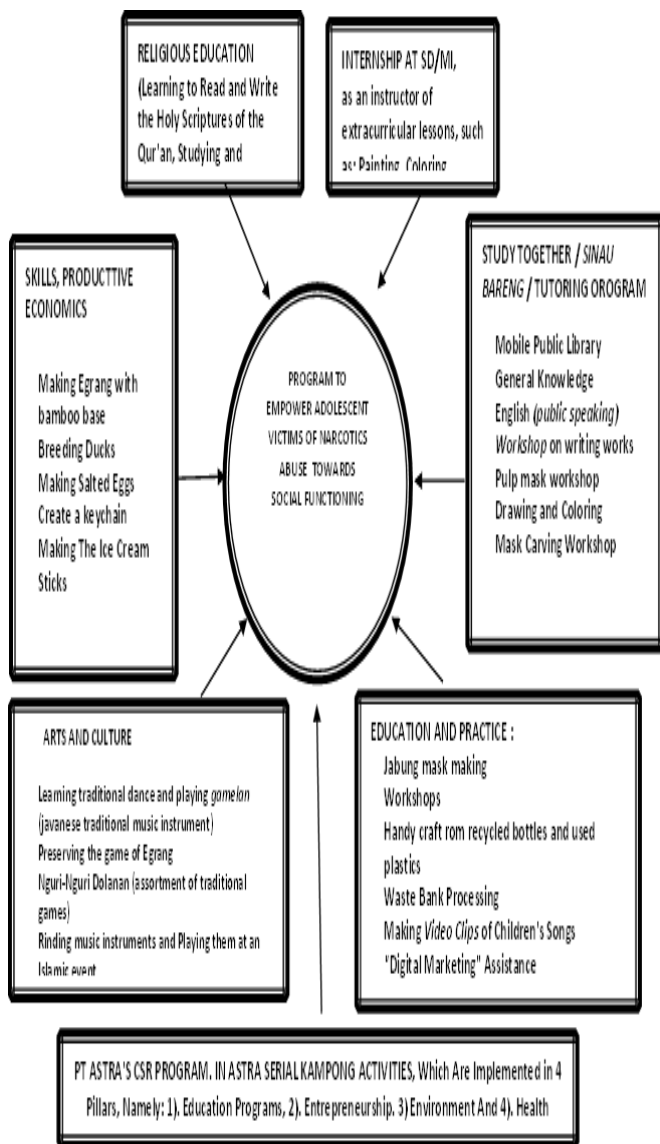 RELIGIOUS EDUCATION
(Learning to Read and Write
the Holy Scriptures of the
Qur'an, Studying and
INTERNSHIP AT SD/MI,
as an instructor of
extracurricular lessons, such
as: Painting, Coloring
SKILLS, PRODUCTTIVE
ECONOMICS
Making Egrang with
bamboo base
Breeding Ducks
Making Salted Eggs
Create a keychain
Making The Ice Cream
Sticks
PROGRAM TO
EMPOWER ADOLESCENT
VICTIMS OF NARCOTICS
ABUSE TOWARDS
SOCIAL FUNCTIONING
STUDY TOGETHER / SINAU
BARENG / TUTORING OROGRAM
Mobile Public Library
General Knowledge
English (public speaking)
Workshop on writing works
Pulp mask workshop
Drawing and Coloring
Mask Carving Workshop
ARTS AND CULTURE
Learning traditional dance and playing gamelan
(javanese traditional music instrument)
Preserving the game of Egrang
Nguri-Nguri Dolanan (assortment of traditional
games)
Rinding music instruments and Playing them at an
Islamic event
EDUCATION AND PRACTICE :
Jabung mask making
Workshops
Handy craft rom recycled bottles and used
plastics
Waste Bank Processing
Making Video Clips of Children's Songs
"Digital Marketing" Assistance
PT ASTRA'S CSR PROGRAM. IN ASTRA SERIAL KAMPONG ACTIVITIES, Which Are Implemented in 4
Pillars, Namely: 1). Education Programs, 2). Entrepreneurship. 3) Environment And 4). Health